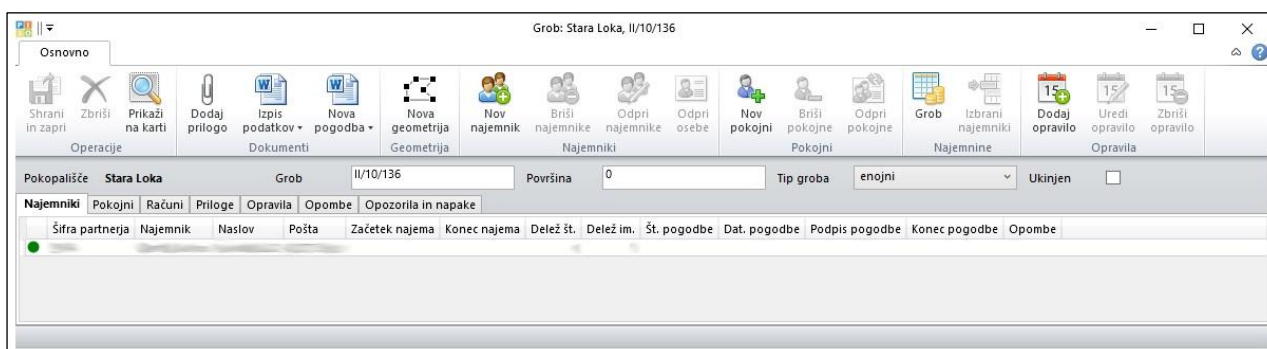 Grob: Stara Loka, II/10/136
Osnovno
Shrani in zapri
Zbriši
Prikaži na karti
Dodaj prilogo
Izpis podatkov
Nova pogodba
Nova geometrija
Nov najemnik
Briši najemnike
Odpri najemnike
Odpri osebe
Nov pokojni
Briši pokojne
Odpri pokojne
Grob
Izbrani najemniki
Dodaj opravilo
Uredi opravilo
Zbriši opravilo
Operacije Dokumenti Geometrija Najemniki Pokojni Najemnine Opravila
Pokopališče Stara Loka Grob II/10/136 Površina 0 Tip groba enojni Ukinjen
Najemniki Pokojni Računi Priloge Opravila Opombe Opozorila in napake
Šifra partnerja Najemnik Naslov Pošta Začetek najema Konec najema Delež št. Delež im. Št. pogodbe Dat. pogodbe Podpis pogodbe Konec pogodbe Opombe